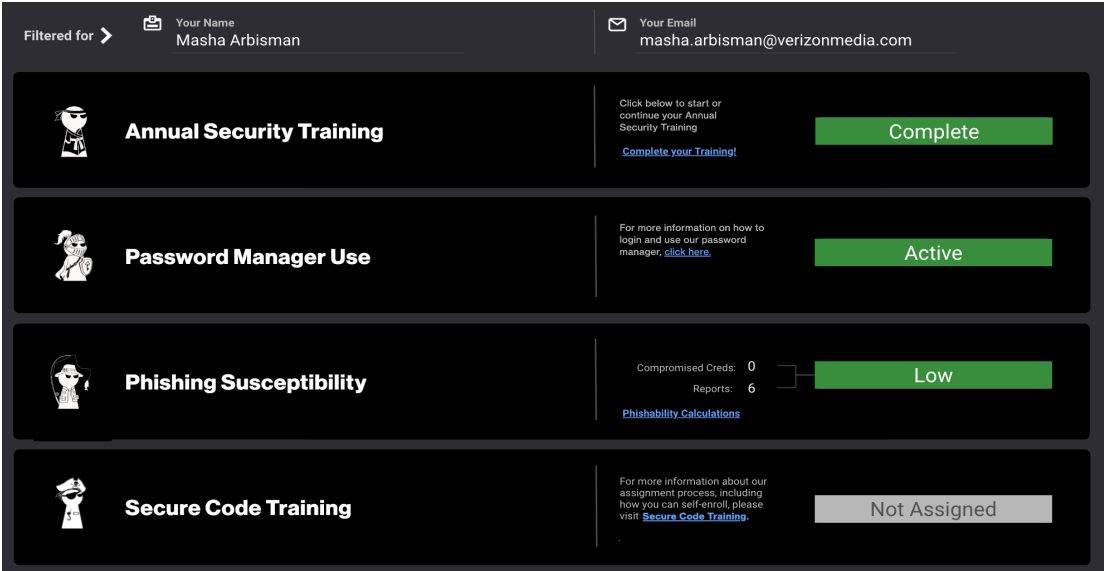 Filtered for
Your Name
Masha Arbisman
Your Email
masha.arbisman@verizonmedia.com
Annual Security Training
Click below to start or
continue your Annual
Security Training
Complete your Training!
Complete
Password Manager Use
For more information on how to
login and use our password
manager, click here.
Active
Phishing Susceptibility
Compromised Creds: 0
Reports: 6
Phishability Calculations
Low
Secure Code Training
For more information about our
assignment process, including
how you can self-enroll, please
visit Secure Code Training.
Not Assigned